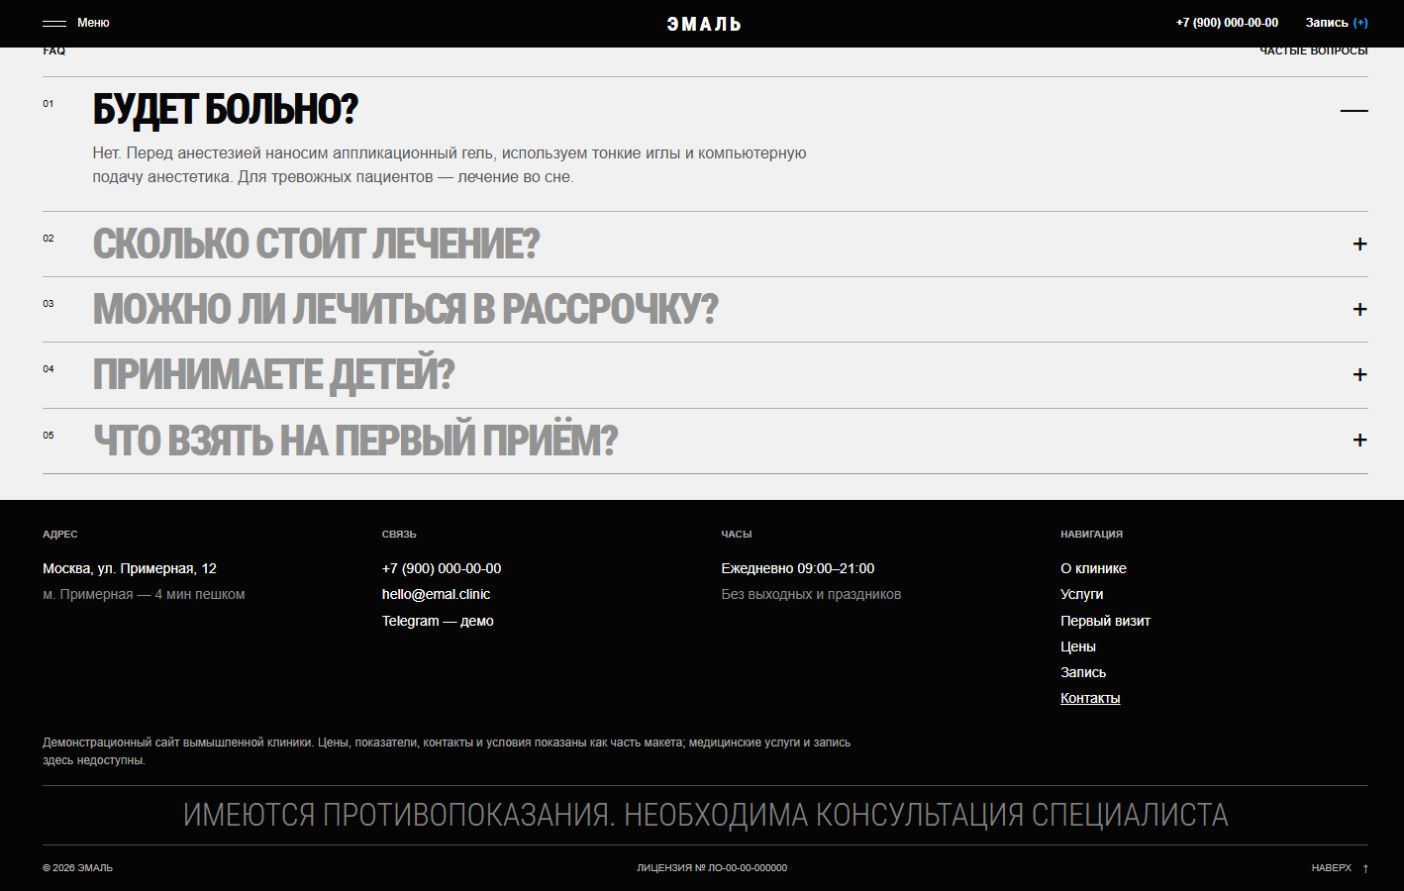 Меню
ЭМАЛЬ
+7 (900) 000-00-00
Запись (+)
FAQ
ЧАСТЫЕ ВОПРОСЫ
01
БУДЕТ БОЛЬНО?
Нет. Перед анестезией наносим аппликационный гель, используем тонкие иглы и компьютерную
подачу анестетика. Для тревожных пациентов — лечение во сне.
02
СКОЛЬКО СТОИТ ЛЕЧЕНИЕ?
03
МОЖНО ЛИ ЛЕЧИТЬСЯ В РАССРОЧКУ?
04
ПРИНИМАЕТЕ ДЕТЕЙ?
05
ЧТО ВЗЯТЬ НА ПЕРВЫЙ ПРИЁМ?
АДРЕС
Москва, ул. Примерная, 12
м. Примерная — 4 мин пешком
СВЯЗЬ
+7 (900) 000-00-00
hello@emal.clinic
Telegram — демо
ЧАСЫ
Ежедневно 09:00–21:00
Без выходных и праздников
НАВИГАЦИЯ
О клинике
Услуги
Первый визит
Цены
Запись
Контакты
Демонстрационный сайт вымышленной клиники. Цены, показатели, контакты и условия показаны как часть макета; медицинские услуги и запись
здесь недоступны.
ИМЕЮТСЯ ПРОТИВОПОКАЗАНИЯ. НЕОБХОДИМА КОНСУЛЬТАЦИЯ СПЕЦИАЛИСТА
© 2026 ЭМАЛЬ
ЛИЦЕНЗИЯ № ЛО-00-00-000000
НАВЕРХ ↑